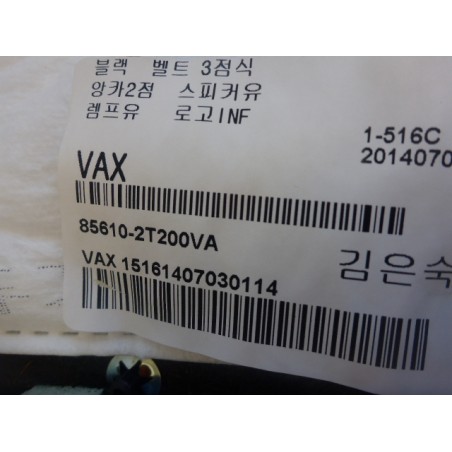 블랙 벨트 3점식
앙카2점 스피커유
렘프유 로고INF
1-516C
2014070
VAX
85610-2T200VA
VAX 15161407030114
김은숙